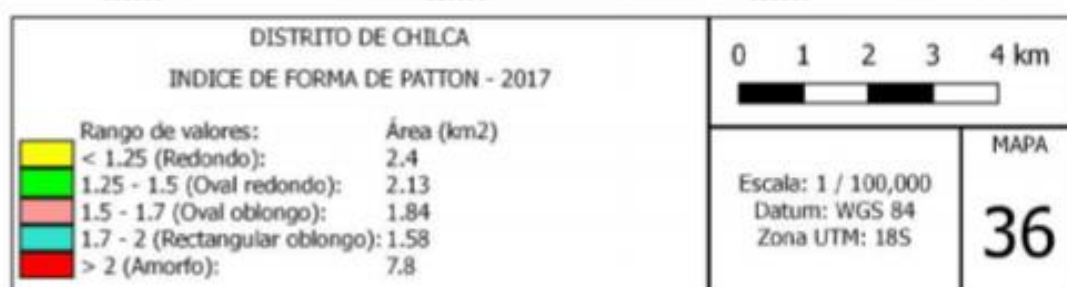 DISTRITO DE CHILCA
INDICE DE FORMA DE PATTON - 2017
Rango de valores: Área (km2)
< 1.25 (Redondo): 2.4
1.25 - 1.5 (Oval redondo): 2.13
1.5 - 1.7 (Oval oblongo): 1.84
1.7 - 2 (Rectangular oblongo): 1.58
> 2 (Amorfo): 7.8
0 1 2 3 4 km
Escala: 1 / 100,000
Datum: WGS 84
Zona UTM: 18S
MAPA
36